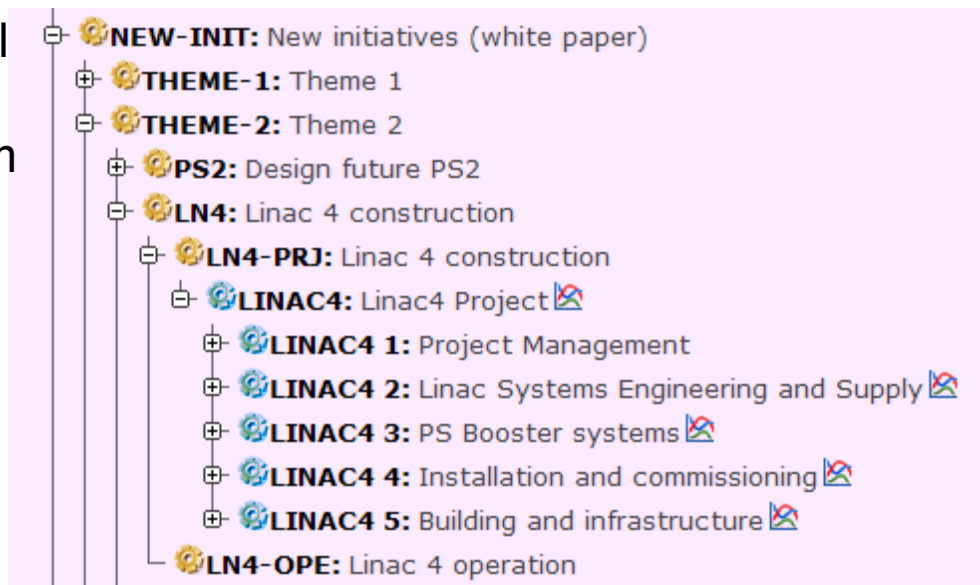 NEW-INIT: New initiatives (white paper)
THEME-1: Theme 1
THEME-2: Theme 2
PS2: Design future PS2
LN4: Linac 4 construction
LN4-PRJ: Linac 4 construction
LINAC4: Linac4 Project
LINAC4 1: Project Management
LINAC4 2: Linac Systems Engineering and Supply
LINAC4 3: PS Booster systems
LINAC4 4: Installation and commissioning
LINAC4 5: Building and infrastructure
LN4-OPE: Linac 4 operation